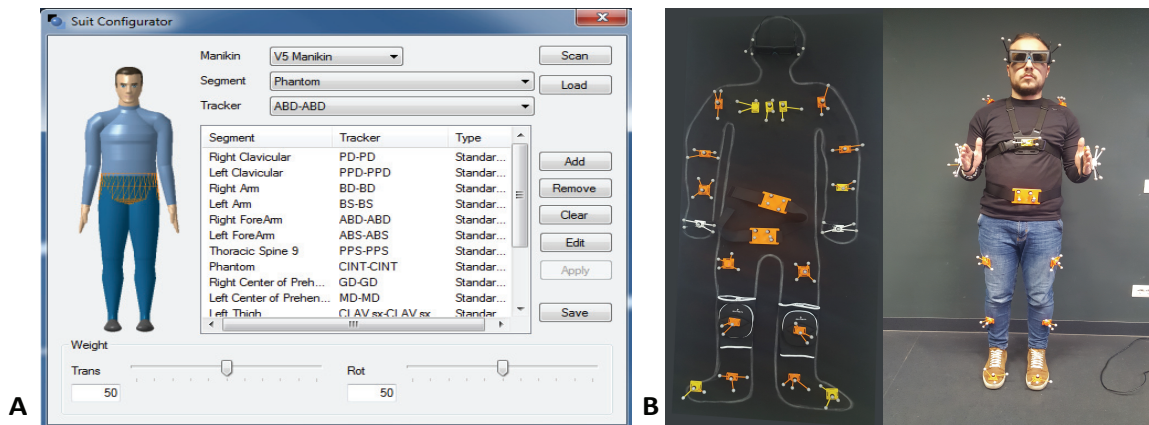 Suit Configurator
Manikin V5 Manikin Scan
Segment Phantom Load
Tracker ABD-ABD
Segment Tracker Type
Right Clavicular PD-PD Standar...
Left Clavicular PPD-PPD Standar...
Right Arm BD-BD Standar...
Left Arm BS-BS Standar...
Right ForeArm ABD-ABD Standar...
Left ForeArm ABS-ABS Standar...
Thoracic Spine 9 PPS-PPS Standar...
Phantom CINT-CINT Standar...
Right Center of Preh... GD-GD Standar...
Left Center of Prehen... MD-MD Standar...
Left Thigh CLAV sx-CLAV sx Standar
Add
Remove
Clear
Edit
Apply
Save
Weight
Trans
50
Rot
50
A
B